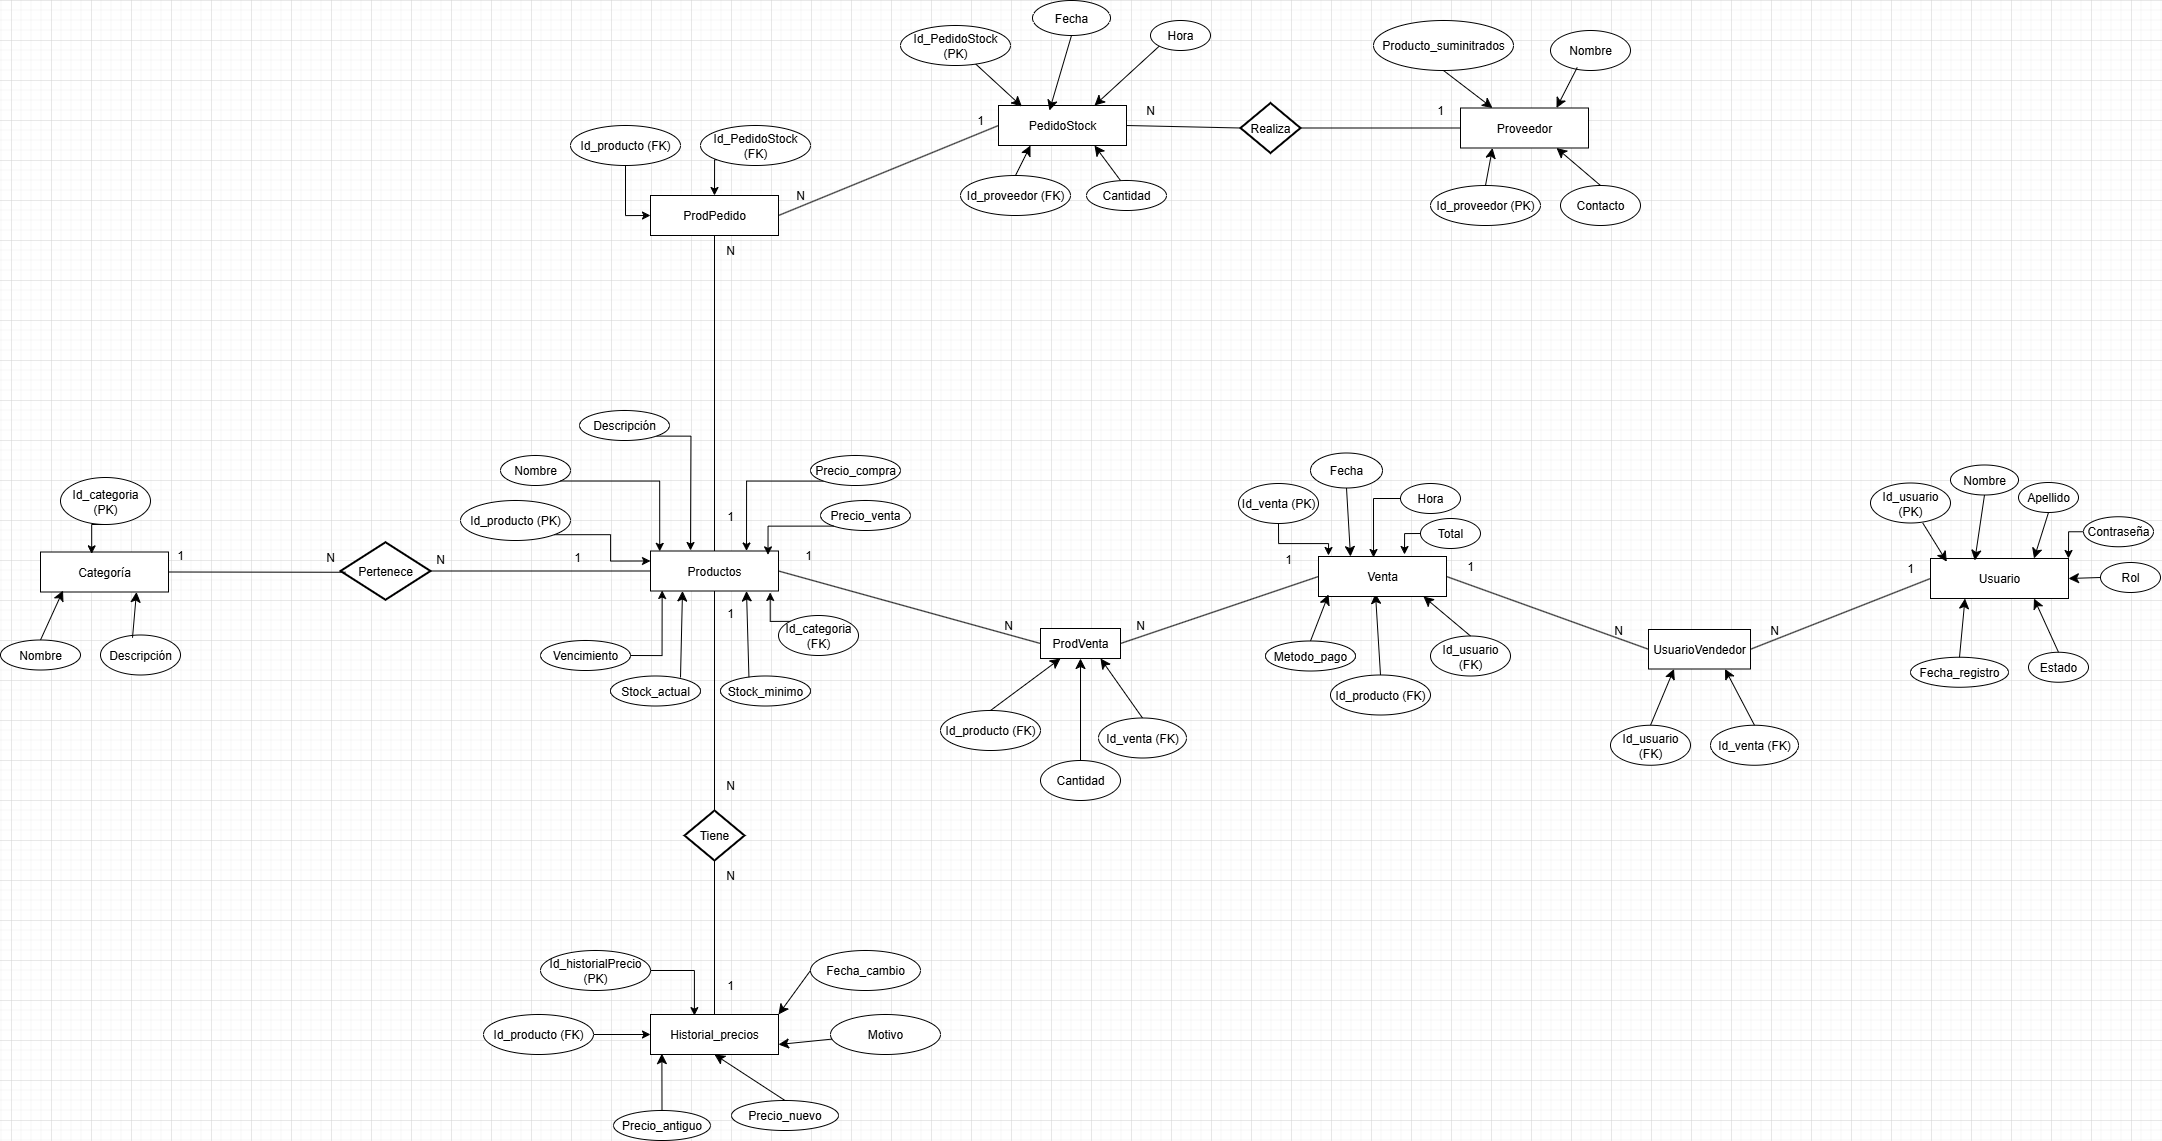 Fecha
Id_PedidoStock
(PK)
Hora
Producto_suminitrados
Nombre
PedidoStock
N
Realiza
1
Proveedor
1
Id_proveedor (FK)
Cantidad
Id_proveedor (PK)
Contacto
Id_producto (FK)
Id_PedidoStock
(FK)
ProdPedido
N
N
Descripción
Nombre
Precio_compra
Id_producto (PK)
1
Precio_venta
Id_categoria
(PK)
Categoría
1
N
Pertenece
N
1
Productos
1
Nombre
Descripción
Vencimiento
1
Id_categoria
(FK)
Stock_actual
Stock_minimo
N
ProdVenta
N
Id_producto (FK)
Id_venta (FK)
Cantidad
Fecha
Id_venta (PK)
Hora
Total
1
Venta
1
Metodo_pago
Id_usuario
(FK)
Id_producto (FK)
N
UsuarioVendedor
N
Id_usuario
(FK)
Id_venta (FK)
Id_usuario
(PK)
Nombre
Apellido
Contraseña
1
Usuario
Rol
Fecha_registro
Estado
N
Tiene
N
Id_historialPrecio
(PK)
Fecha_cambio
1
Id_producto (FK)
Historial_precios
Motivo
Precio_antiguo
Precio_nuevo